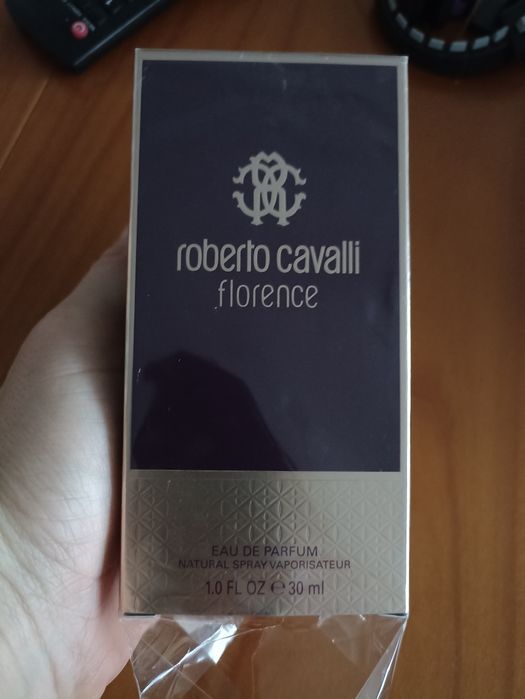 roberto cavalli
florence
EAU DE PARFUM
NATURAL SPRAY VAPORISATEUR
1.0 FL OZ ℮ 30 ml